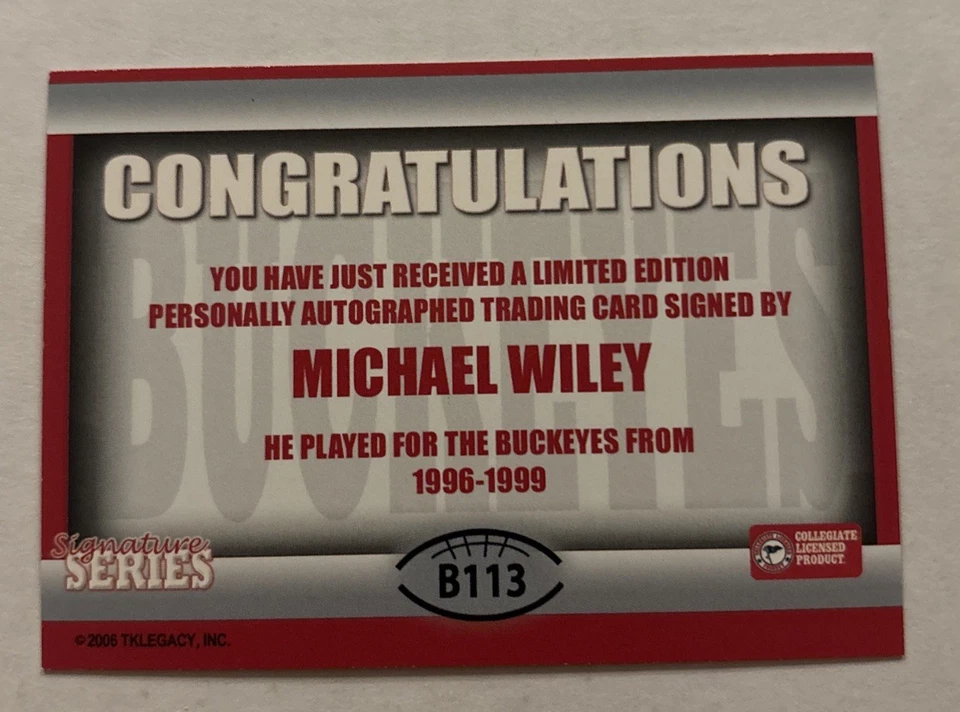 CONGRATULATIONS
BUCKEYES
YOU HAVE JUST RECEIVED A LIMITED EDITION
PERSONALLY AUTOGRAPHED TRADING CARD SIGNED BY
MICHAEL WILEY
HE PLAYED FOR THE BUCKEYES FROM
1996-1999
Signature
SERIES
B113
COLLEGIATE
LICENSED
PRODUCT
©2006 TKLEGACY, INC.